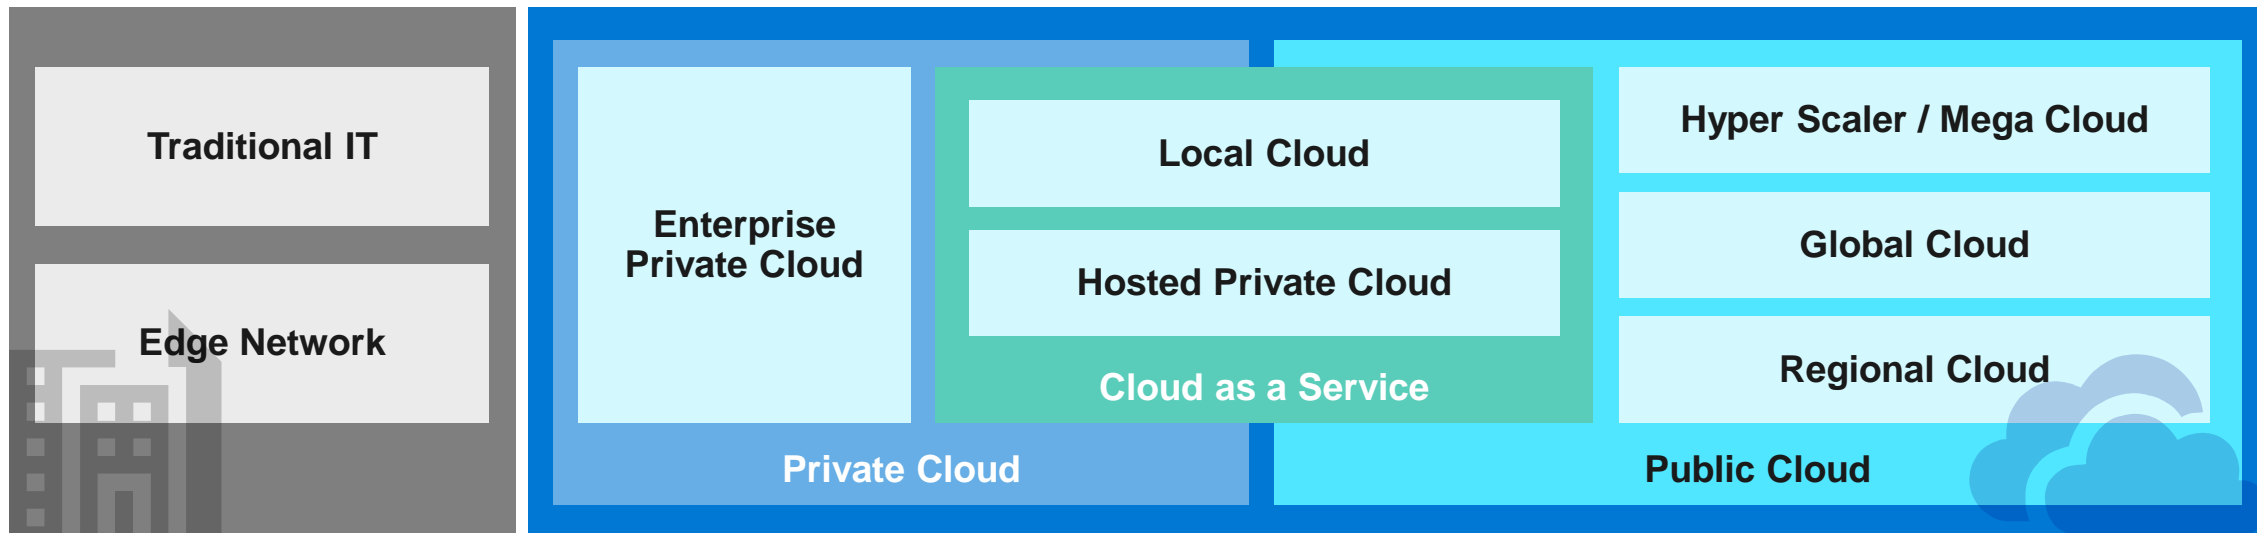 Traditional IT
Edge Network
Enterprise
Private Cloud
Local Cloud
Hosted Private Cloud
Cloud as a Service
Private Cloud
Hyper Scaler / Mega Cloud
Global Cloud
Regional Cloud
Public Cloud